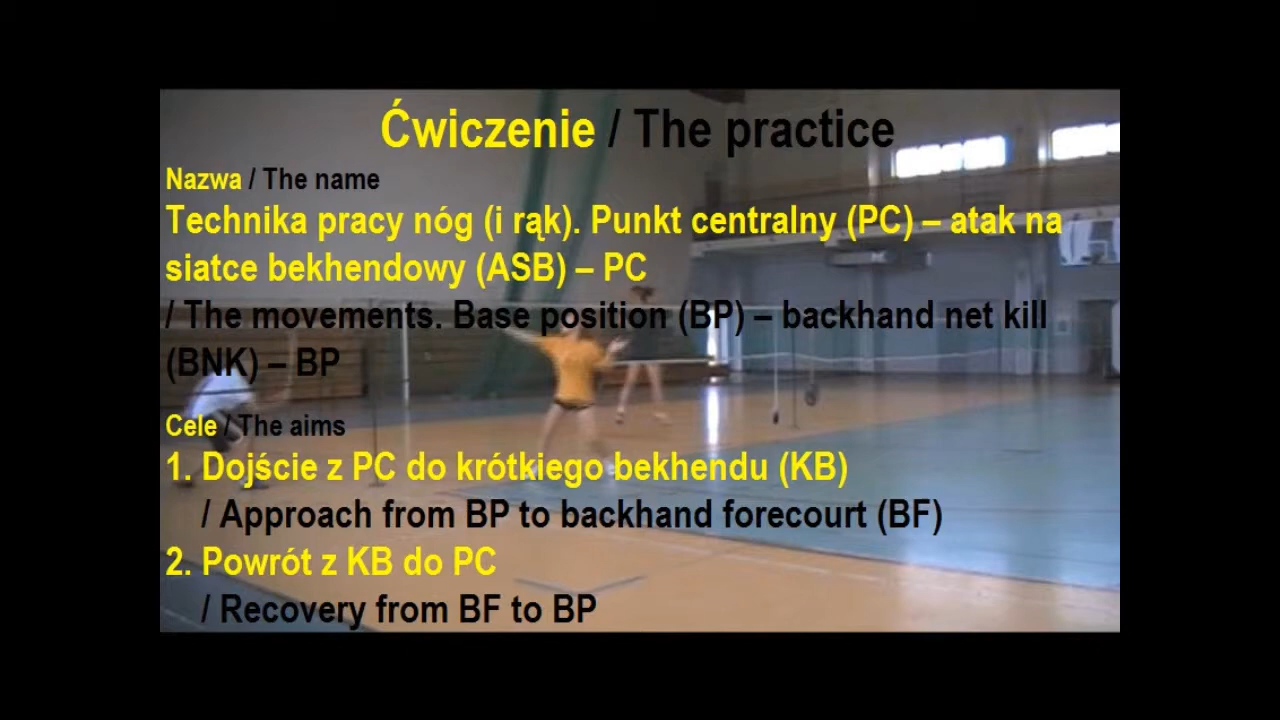 Ćwiczenie / The practice
Nazwa / The name
Technika pracy nóg (i rąk). Punkt centralny (PC) – atak na
siatce bekhendowy (ASB) – PC
/ The movements. Base position (BP) – backhand net kill
(BNK) – BP
Cele / The aims
1. Dojście z PC do krótkiego bekhendu (KB)
/ Approach from BP to backhand forecourt (BF)
2. Powrót z KB do PC
/ Recovery from BF to BP